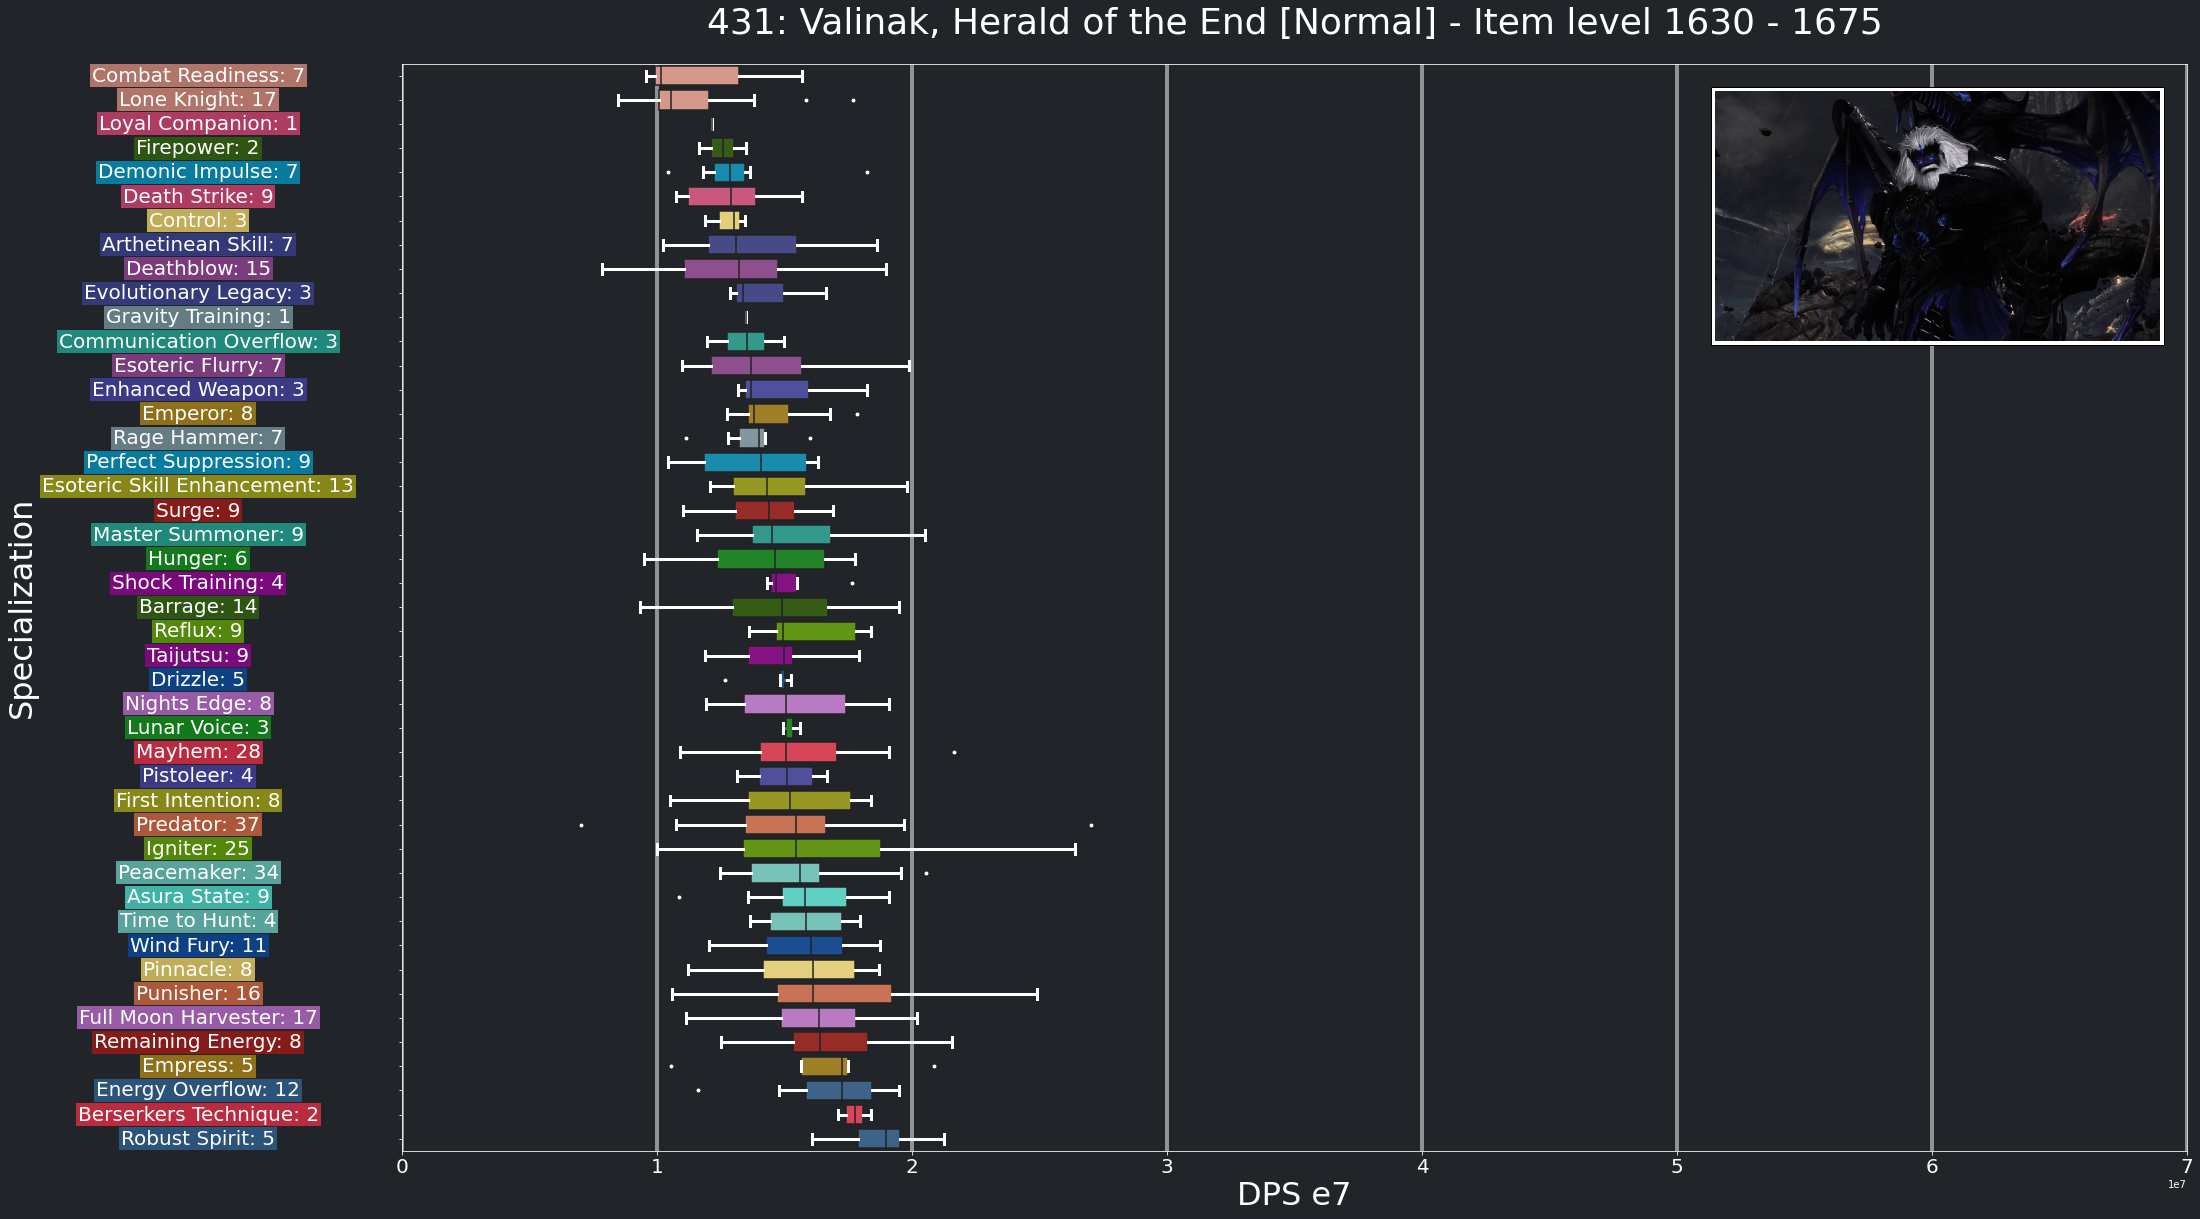 431: Valinak, Herald of the End [Normal] - Item level 1630 - 1675
Combat Readiness: 7
Lone Knight: 17
Loyal Companion: 1
Firepower: 2
Demonic Impulse: 7
Death Strike: 9
Control: 3
Arthetinean Skill: 7
Deathblow: 15
Evolutionary Legacy: 3
Gravity Training: 1
Communication Overflow: 3
Esoteric Flurry: 7
Enhanced Weapon: 3
Emperor: 8
Rage Hammer: 7
Perfect Suppression: 9
Esoteric Skill Enhancement: 13
Surge: 9
Master Summoner: 9
Hunger: 6
Shock Training: 4
Barrage: 14
Reflux: 9
Taijutsu: 9
Drizzle: 5
Nights Edge: 8
Lunar Voice: 3
Mayhem: 28
Pistoleer: 4
First Intention: 8
Predator: 37
Igniter: 25
Peacemaker: 34
Asura State: 9
Time to Hunt: 4
Wind Fury: 11
Pinnacle: 8
Punisher: 16
Full Moon Harvester: 17
Remaining Energy: 8
Empress: 5
Energy Overflow: 12
Berserkers Technique: 2
Robust Spirit: 5
Specialization
0 1 2 3 4 5 6 7
1e7
DPS e7